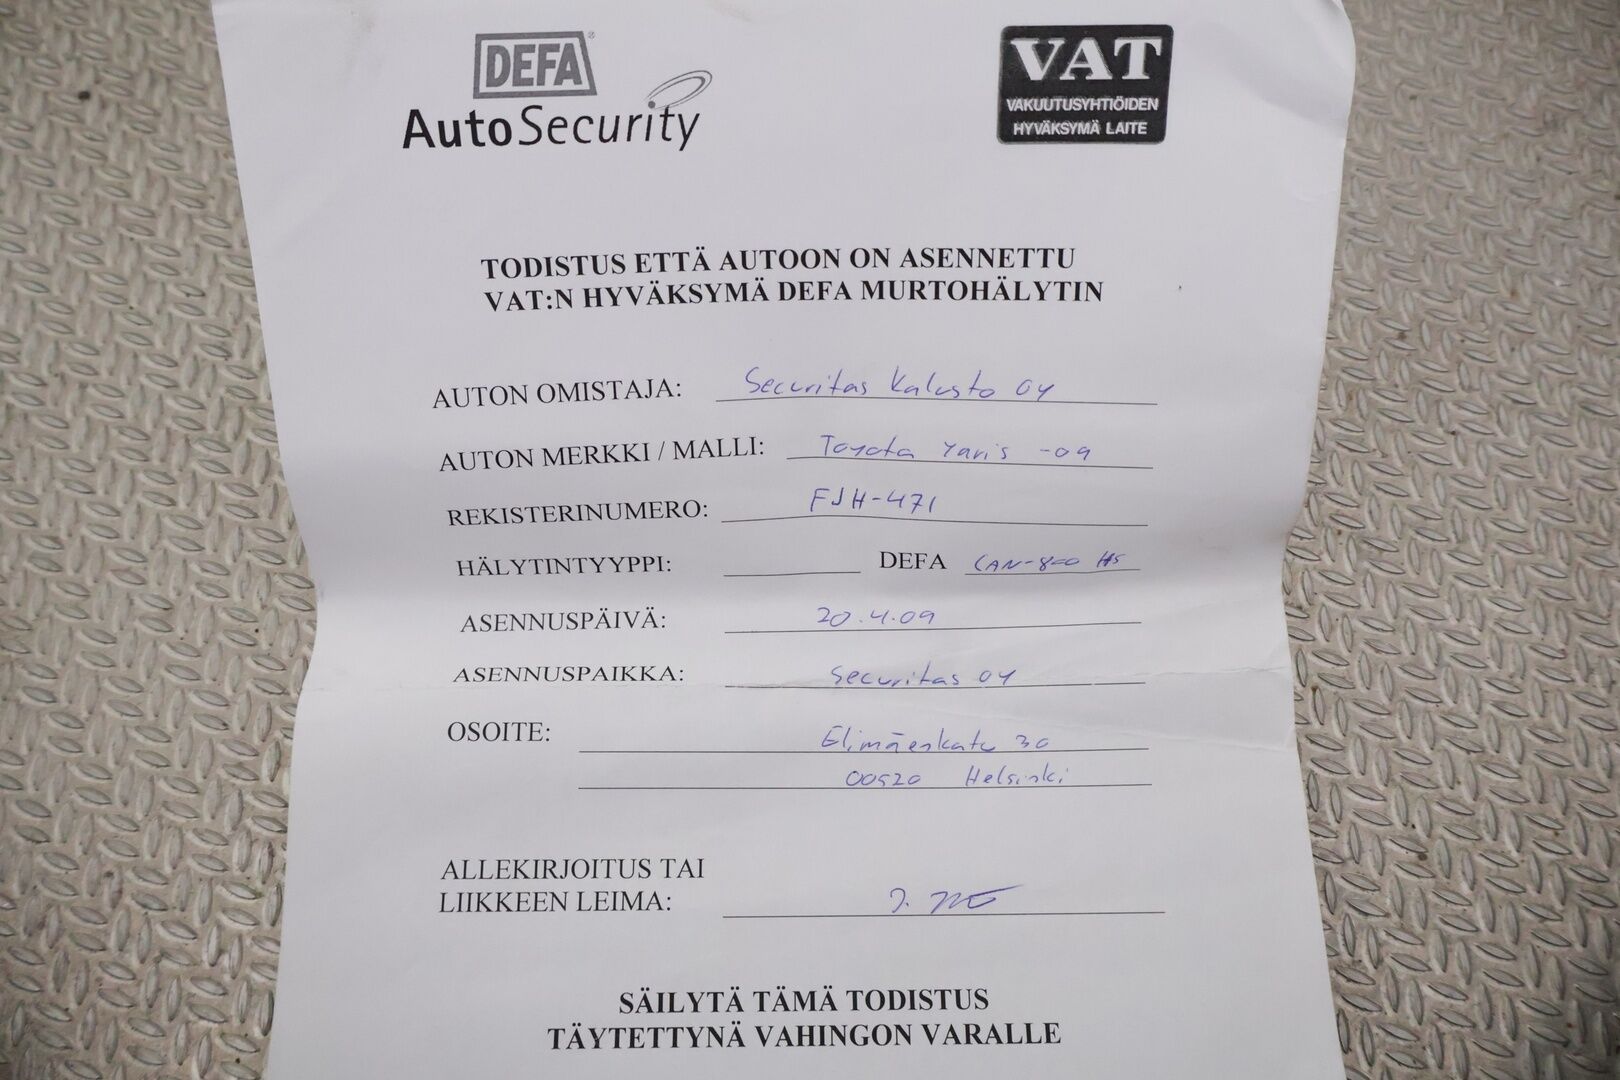 DEFA®
AutoSecurity
VAT
VAKUUTUSYHTIÖIDEN
HYVÄKSYMÄ LAITE
TODISTUS ETTÄ AUTOON ON ASENNETTU
VAT:N HYVÄKSYMÄ DEFA MURTOHÄLYTIN
AUTON OMISTAJA: Securitas Kalusto OY
AUTON MERKKI / MALLI: Toyota Yaris -09
REKISTERINUMERO: FJH-471
HÄLYTINTYYPPI: DEFA CAN-800 HS
ASENNUSPÄIVÄ: 20.4.09
ASENNUSPAIKKA: Securitas OY
OSOITE: Elimäenkatu 30
00520 Helsinki
ALLEKIRJOITUS TAI
LIIKKEEN LEIMA: J.
SÄILYTÄ TÄMÄ TODISTUS
TÄYTETTYNÄ VAHINGON VARALLE